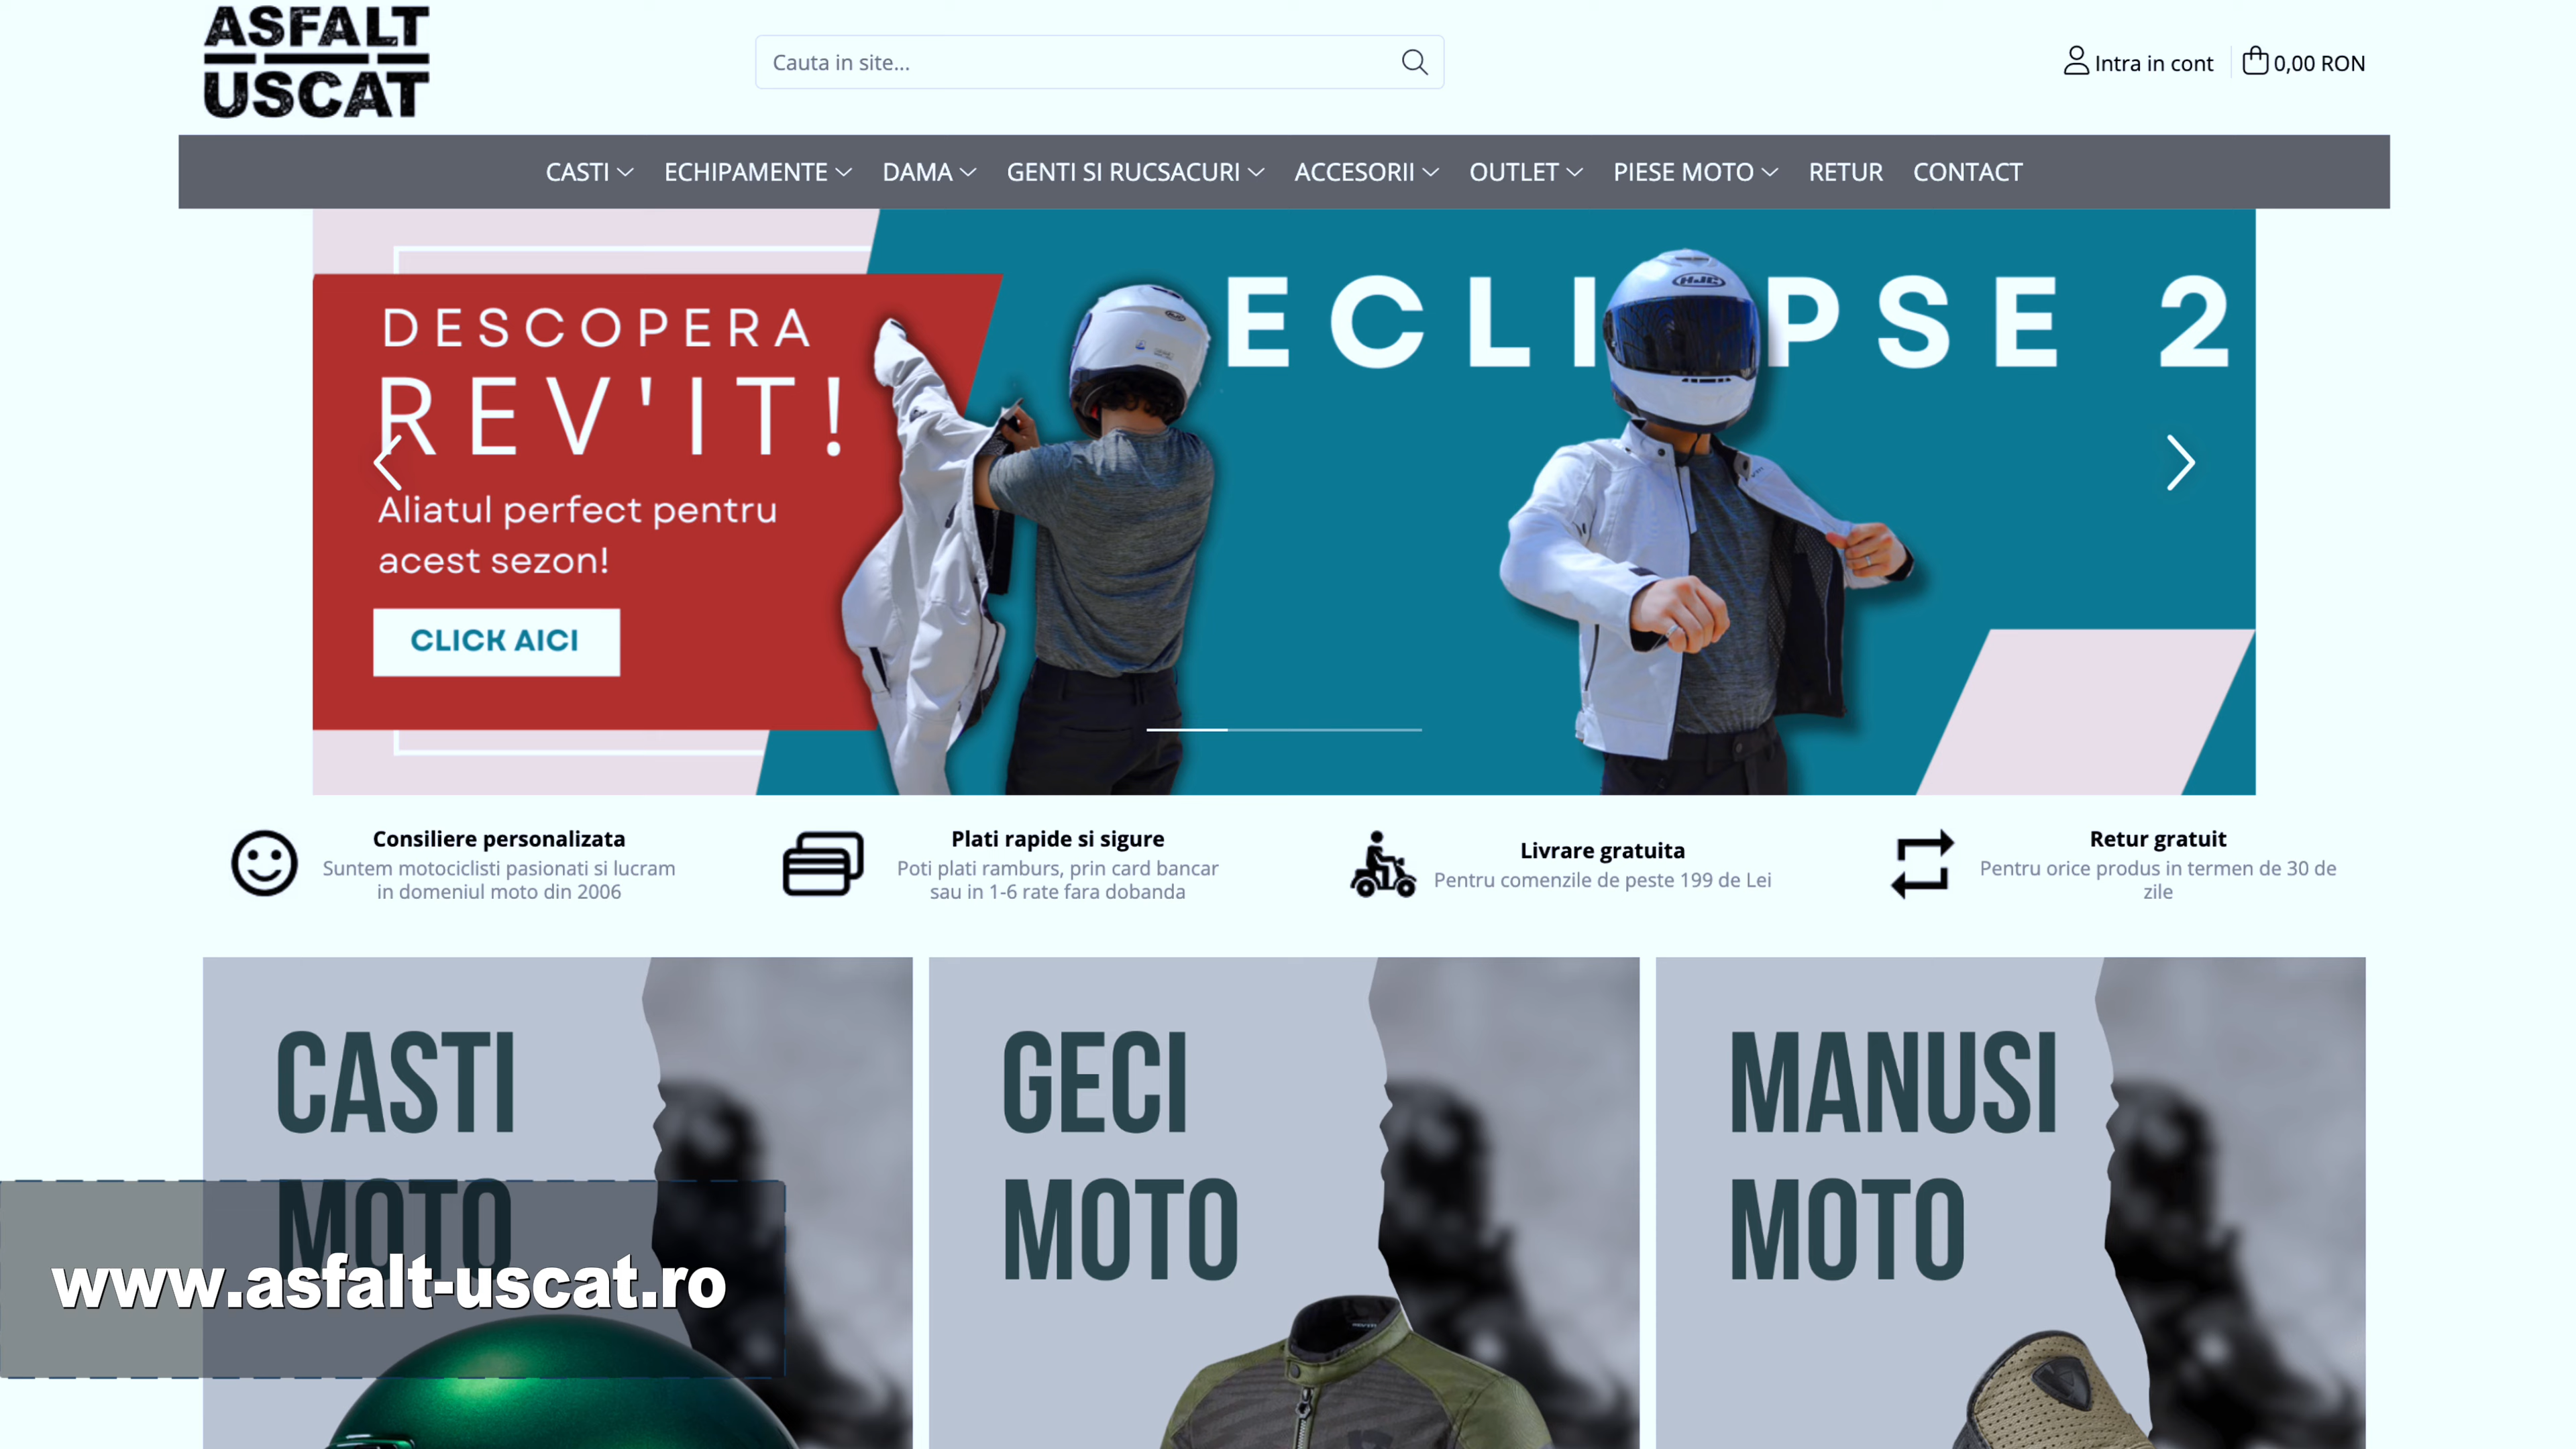 ASFALT
USCAT
Cauta in site...
Intra in cont
0,00 RON
CASTI
ECHIPAMENTE
DAMA
GENTI SI RUCSACURI
ACCESORII
OUTLET
PIESE MOTO
RETUR
CONTACT
DESCOPERA
REV'IT!
Aliatul perfect pentru
acest sezon!
CLICK AICI
ECLIPSE 2
HJC
Consiliere personalizata
Suntem motociclisti pasionati si lucram
in domeniul moto din 2006
Plati rapide si sigure
Poti plati ramburs, prin card bancar
sau in 1-6 rate fara dobanda
Livrare gratuita
Pentru comenzile de peste 199 de Lei
Retur gratuit
Pentru orice produs in termen de 30 de
zile
CASTI
MOTO
GECI
MOTO
MANUSI
MOTO
www.asfalt-uscat.ro